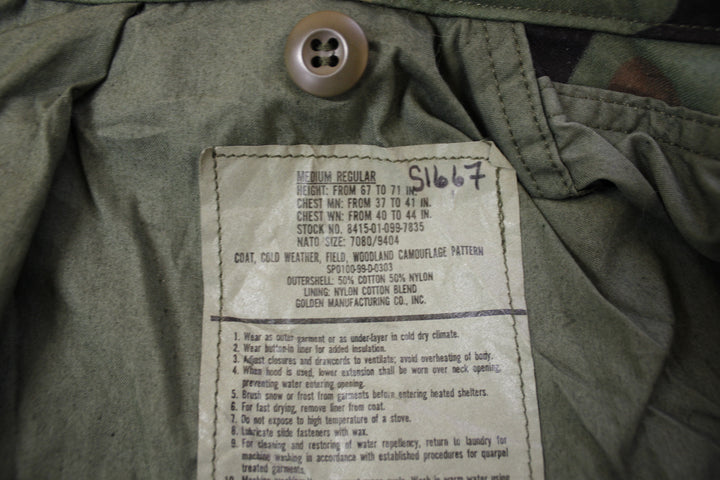 MEDIUM REGULAR S1667
HEIGHT: FROM 67 TO 71 IN.
CHEST MN: FROM 37 TO 41 IN.
CHEST WN: FROM 40 TO 44 IN.
STOCK NO. 8415-01-099-7835
NATO SIZE: 7080/9404
COAT, COLD WEATHER, FIELD, WOODLAND CAMOUFLAGE PATTERN
SPO100-99-D-0303
OUTERSHELL: 50% COTTON 50% NYLON
LINING: NYLON COTTON BLEND
GOLDEN MANUFACTURING CO., INC.
1. Wear as outer garment or as under-layer in cold dry climate.
2. Wear button-in liner for added insulation.
3. Adjust closures and drawcords to ventilate; avoid overheating of body.
4. When hood is used, lower extension shall be worn over neck opening;
preventing water entering opening.
5. Brush snow or frost from garments before entering heated shelters.
6. For fast drying, remove liner from coat.
7. Do not expose to high temperature of a stove.
8. Lubricate slide fasteners with wax.
9. For cleaning and restoring of water repellency, return to laundry for
machine washing in accordance with established procedures for quarpel
treated garments.